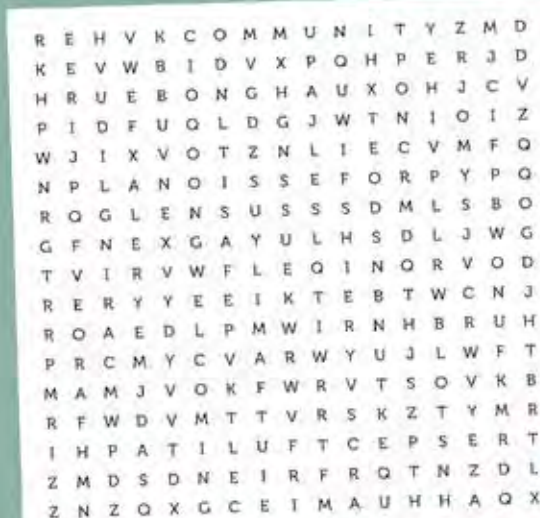 R E H V K C O M M U N I T Y Z M D
K E V W B I D V X P Q H P E R J D
H R U E B O N G H A U X O H J C V
P I D F U Q L D G J W T N I O I Z
W J I X V O T Z N L I E C V M F Q
N P L A N O I S S E F O R P Y P Q
R Q G L E N S U S S S D M L S B O
G F N E X G A Y U L H S D L J W G
T V I R V W F L E Q I N Q R V O D
R E R Y Y E E I K T E B T W C N J
R O A E D L P M W I R N H B R U H
P R C M Y C V A R W Y U J L W F T
M A M J V O K F W R V T S O V K B
R F W D V M T T V R S K Z T Y M R
I H P A T I L U F T C E P S E R T
Z M D S D N E I R F R Q T N Z D L
Z N Z Q X G C E I M A U H H A Q X